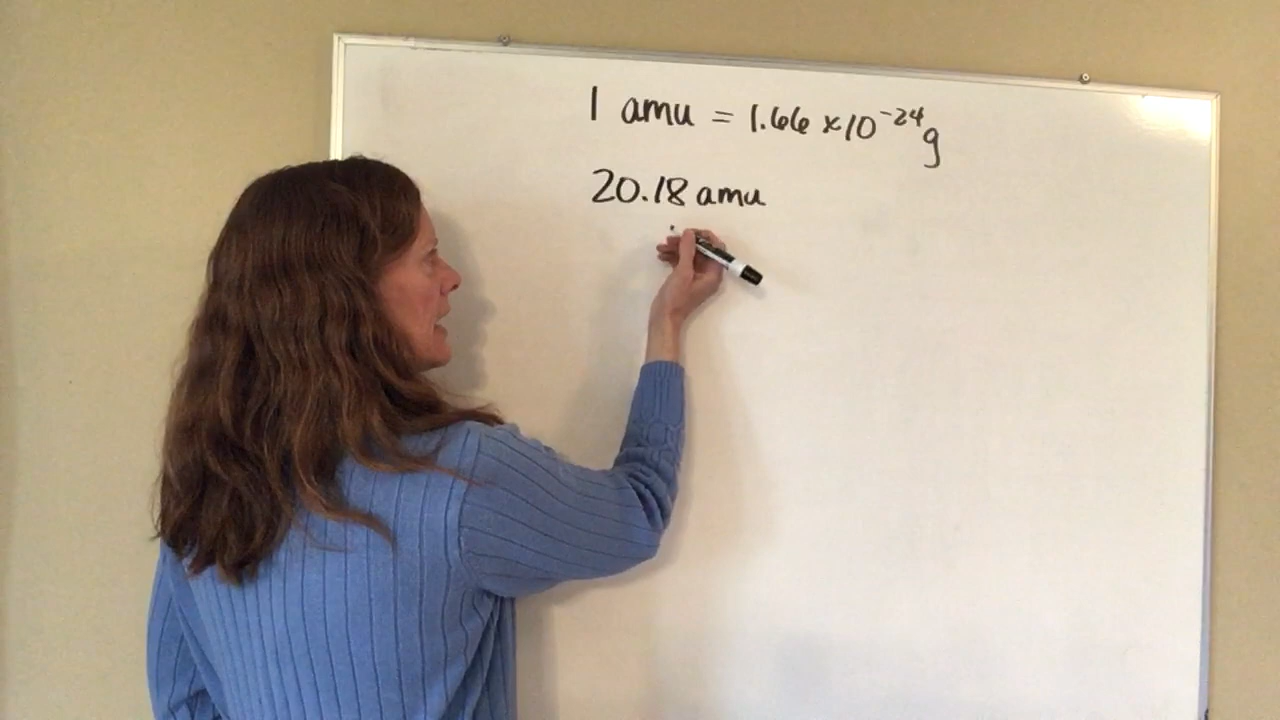 1 amu = 1.66 x 10⁻²⁴ g
20.18 amu